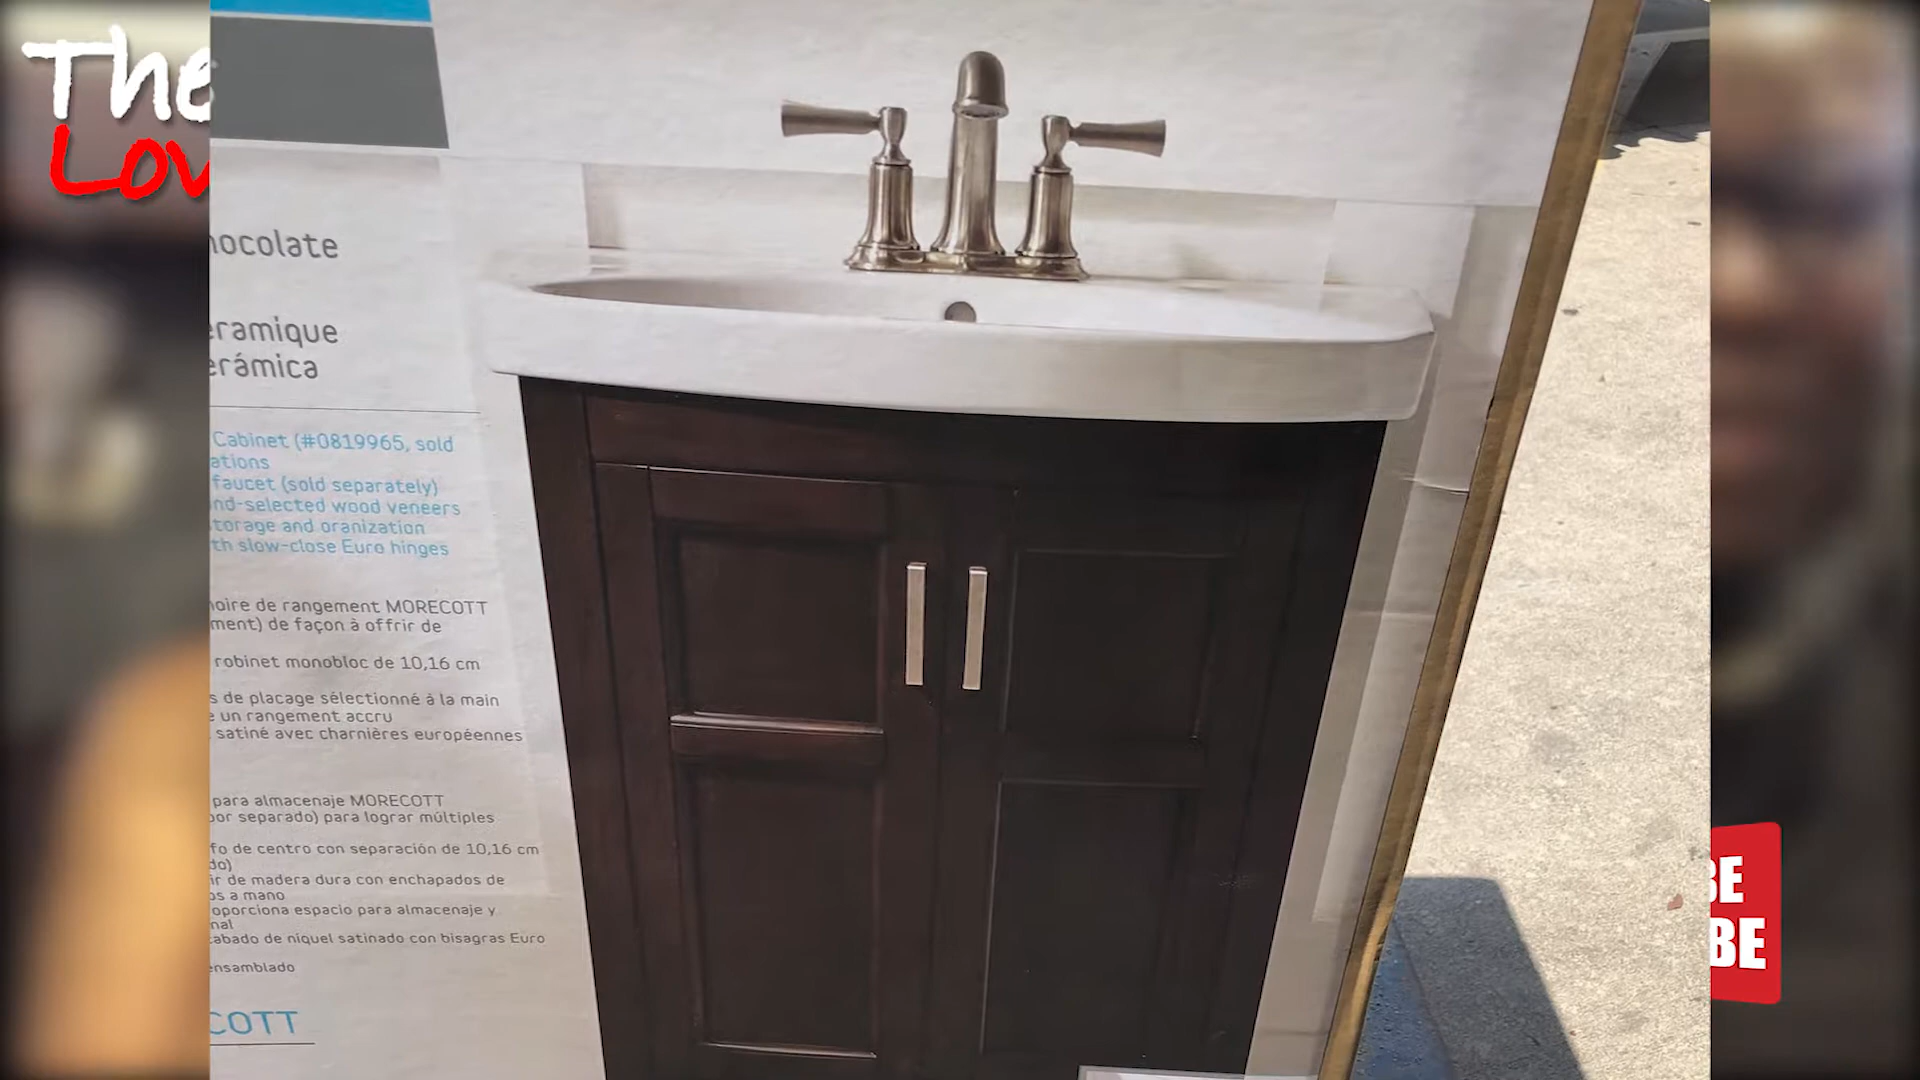 The
Lov
hocolate
eramique
erámica
Cabinet (#0819965, sold
ations
faucet (sold separately)
nd-selected wood veneers
torage and oranization
th slow-close Euro hinges
oire de rangement MORECOTT
ment) de façon à offrir de
robinet monobloc de 10,16 cm
s de placage sélectionné à la main
e un rangement accru
satiné avec charnières européennes
para almacenaje MORECOTT
por separado) para lograr múltiples
fo de centro con separación de 10,16 cm
do)
ir de madera dura con enchapados de
os a mano
oporciona espacio para almacenaje y
nal
cabado de niquel satinado con bisagras Euro
ensamblado
COTT
BE
BE